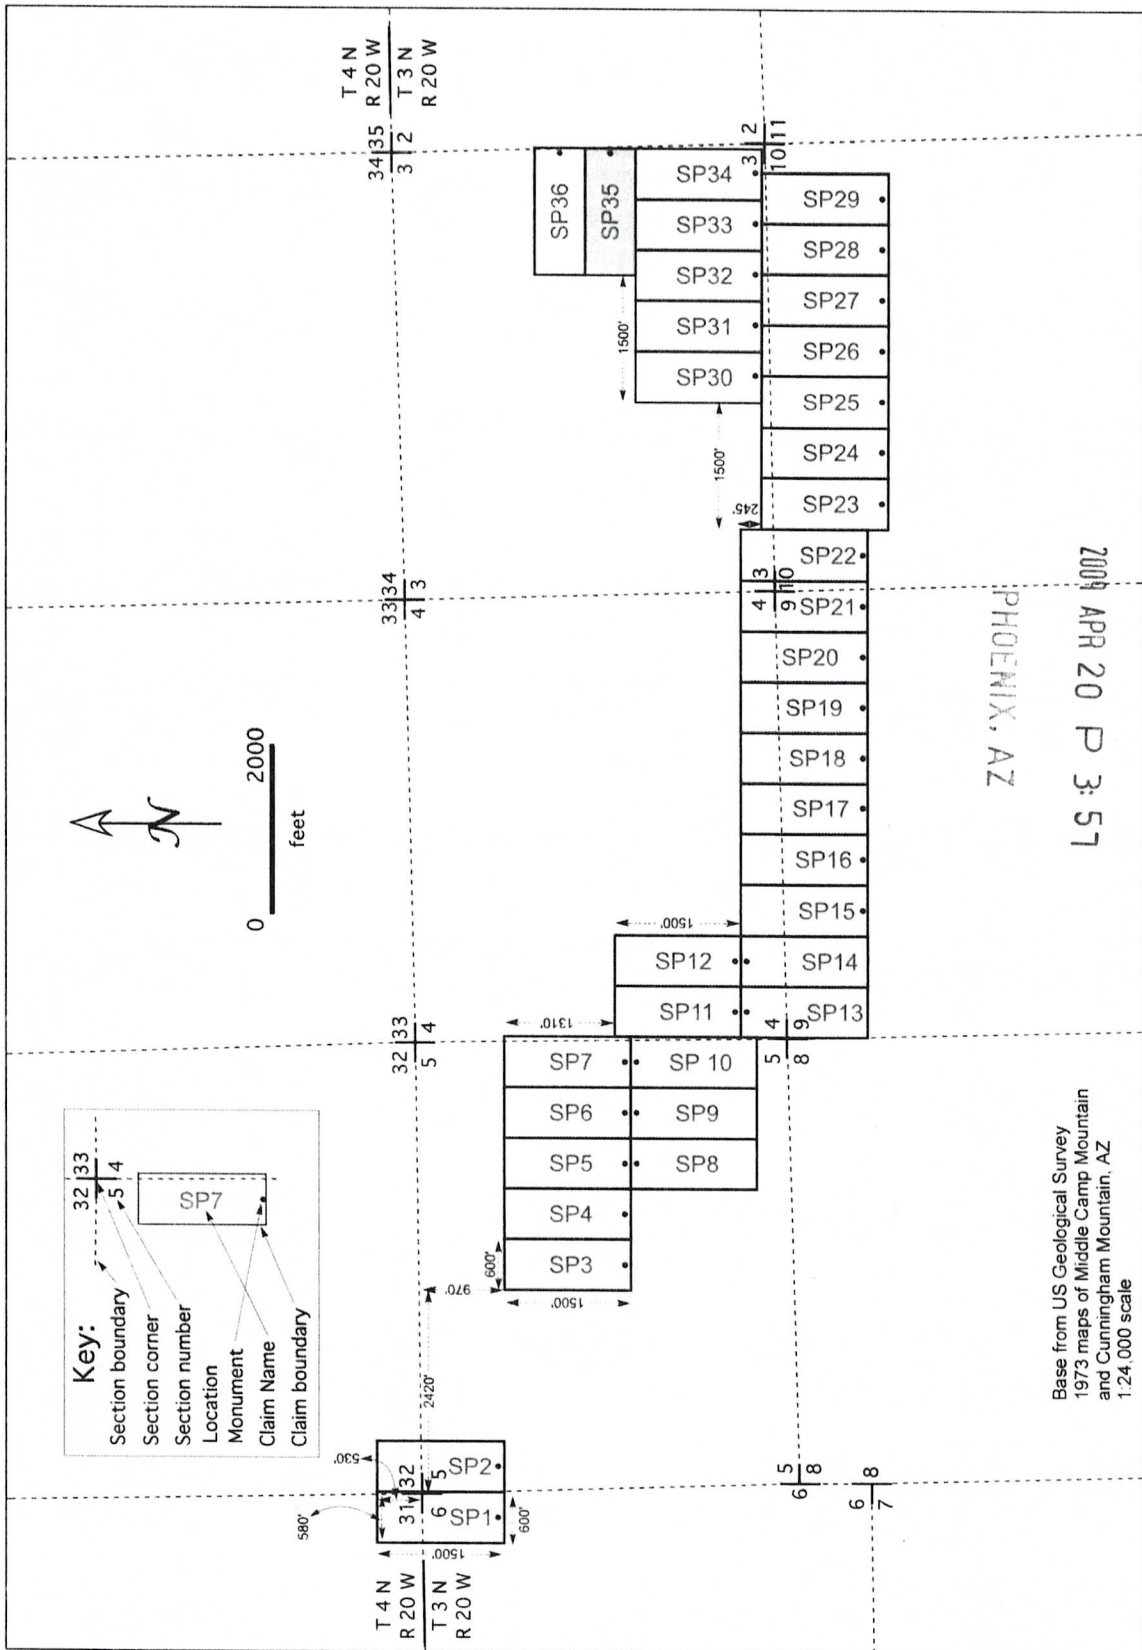 Key:
Section boundary
Section corner
Section number
Location
Monument
Claim Name
Claim boundary
32 33
5 4
SP7
N
0 2000
feet
T 4 N
R 20 W
T 3 N
R 20 W
31 32
6 5
32 33
5 4
33 34
4 3
34 35
3 2
T 4 N
R 20 W
T 3 N
R 20 W
580'
530'
1500'
600'
2420'
970'
600'
1500'
1310'
1500'
245'
1500'
1500'
SP1
SP2
SP3
SP4
SP5
SP6
SP7
SP8
SP9
SP 10
SP11
SP12
SP13
SP14
SP15
SP16
SP17
SP18
SP19
SP20
SP21
SP22
SP23
SP24
SP25
SP26
SP27
SP28
SP29
SP30
SP31
SP32
SP33
SP34
SP35
SP36
6 5
8
6 8
7
5 4
8 9
4 3
9 10
3 2
10 11
Base from US Geological Survey
1973 maps of Middle Camp Mountain
and Cunningham Mountain, AZ
1:24,000 scale
PHOENIX, AZ
2009 APR 20 P 3:57